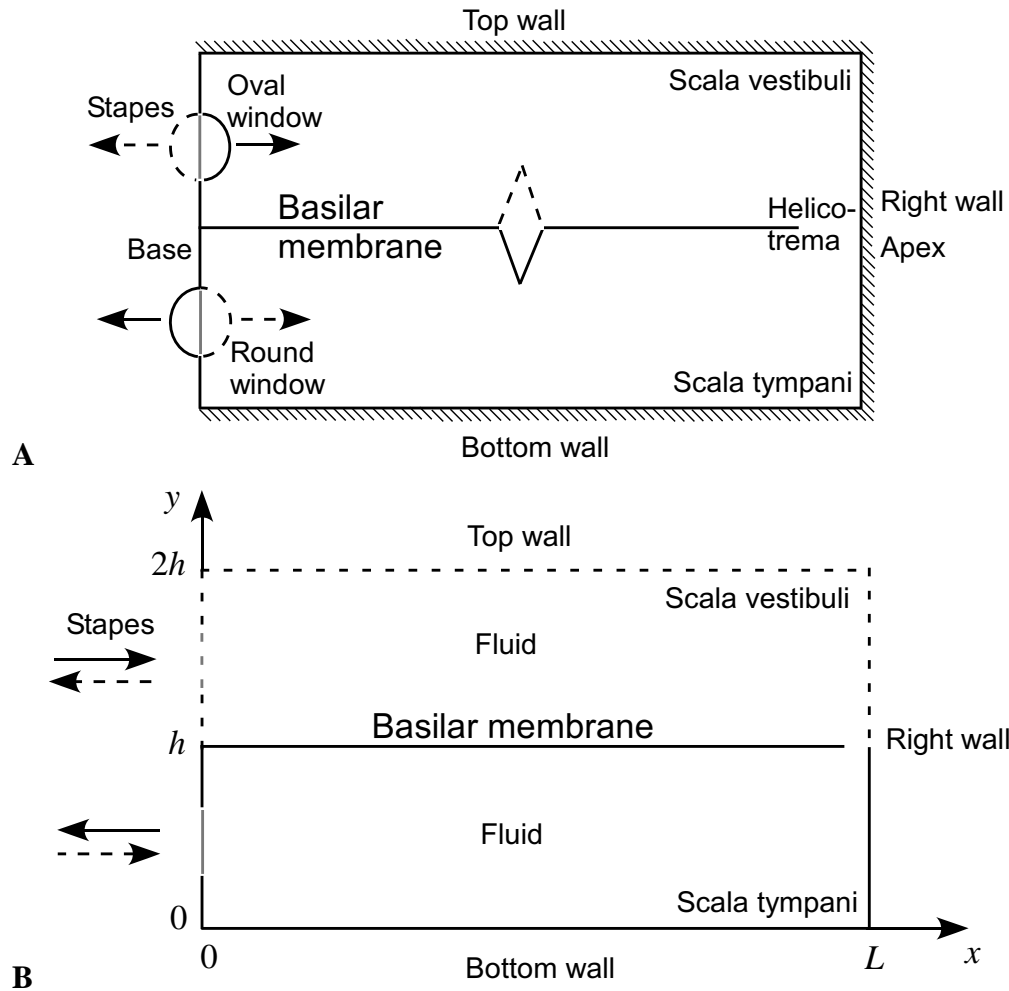 Top wall
Scala vestibuli
Oval
window
Stapes
Basilar
membrane
Helico-
trema
Right wall
Base
Apex
Round
window
Scala tympani
Bottom wall
A
y
Top wall
2h
Scala vestibuli
Stapes
Fluid
Basilar membrane
h
Right wall
Fluid
Scala tympani
0
0
L
x
Bottom wall
B